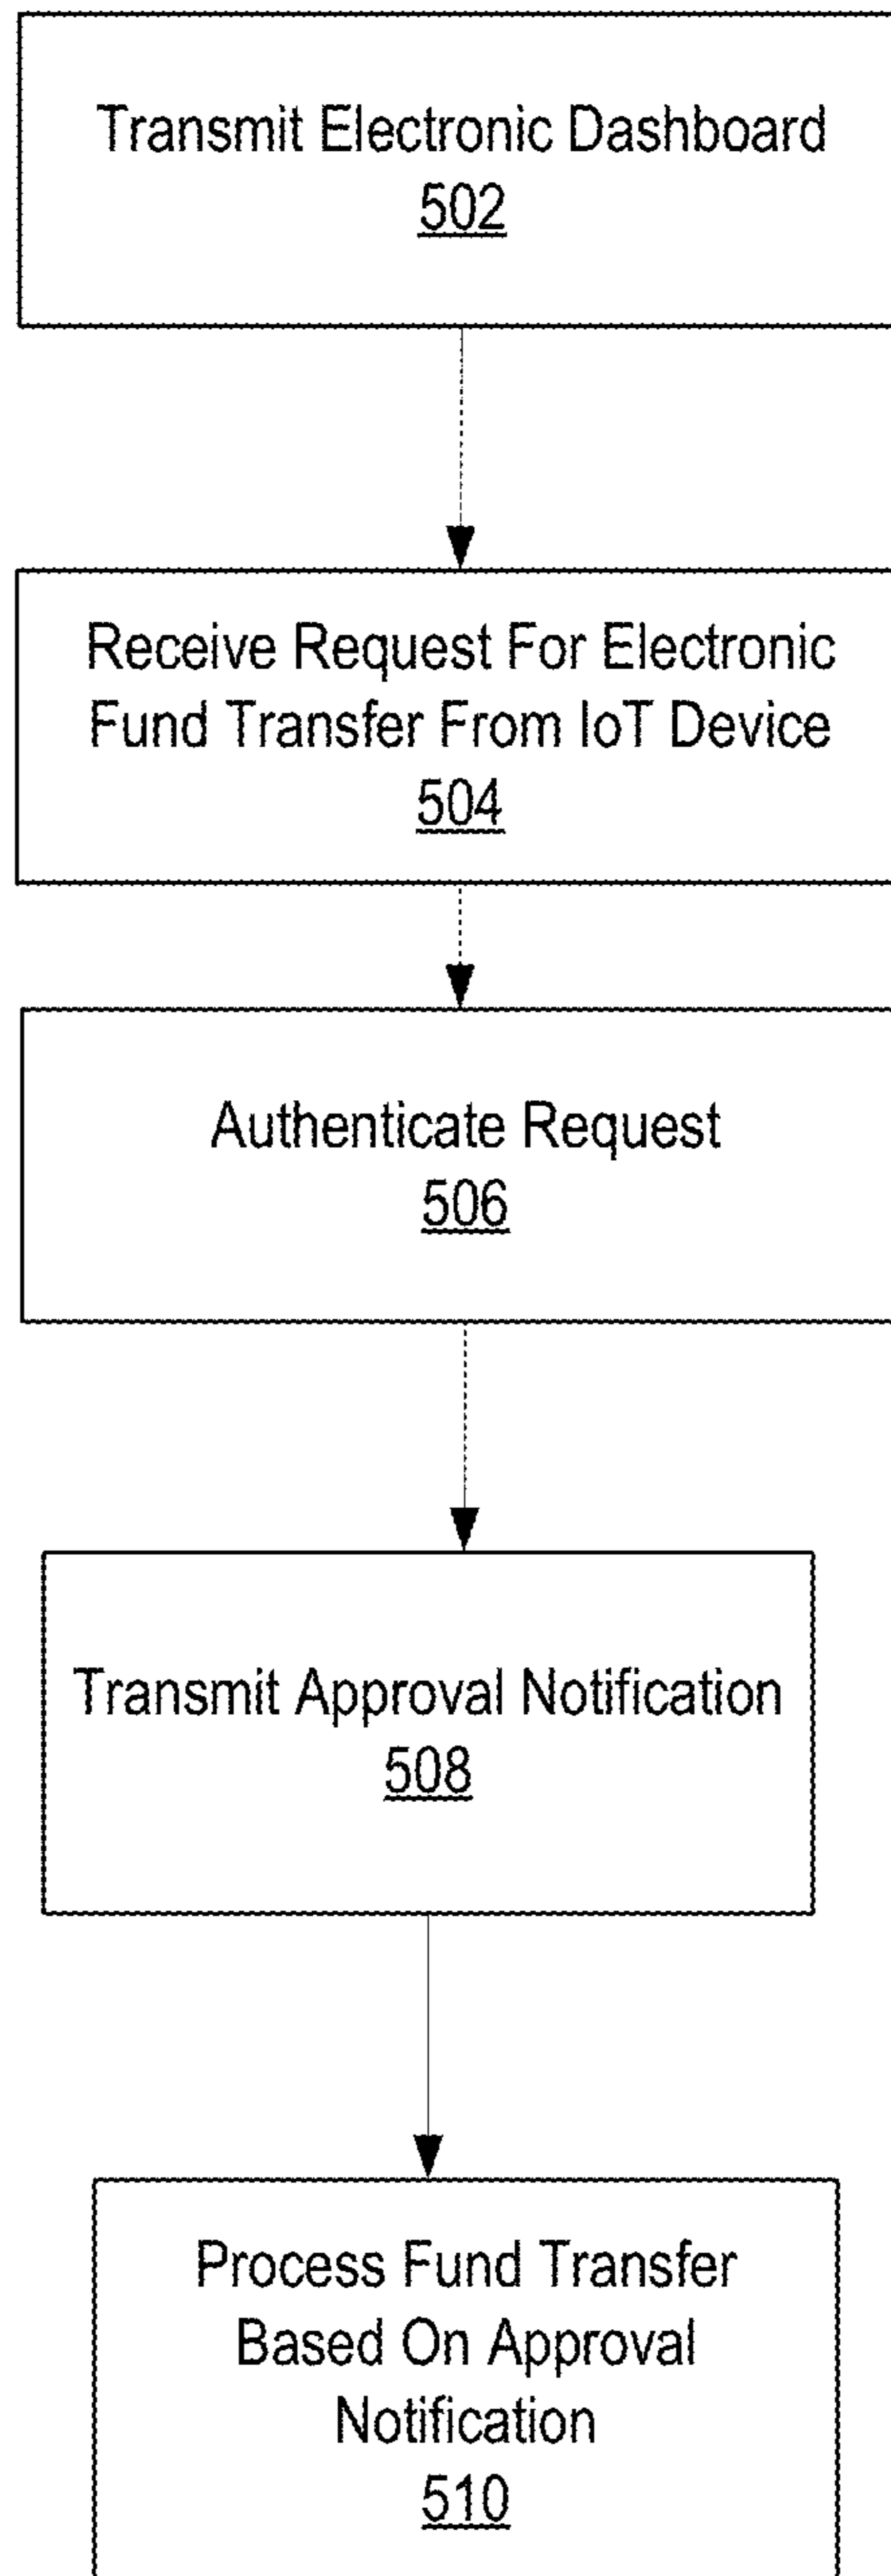 Transmit Electronic Dashboard
502
Receive Request For Electronic
Fund Transfer From IoT Device
504
Authenticate Request
506
Transmit Approval Notification
508
Process Fund Transfer
Based On Approval
Notification
510